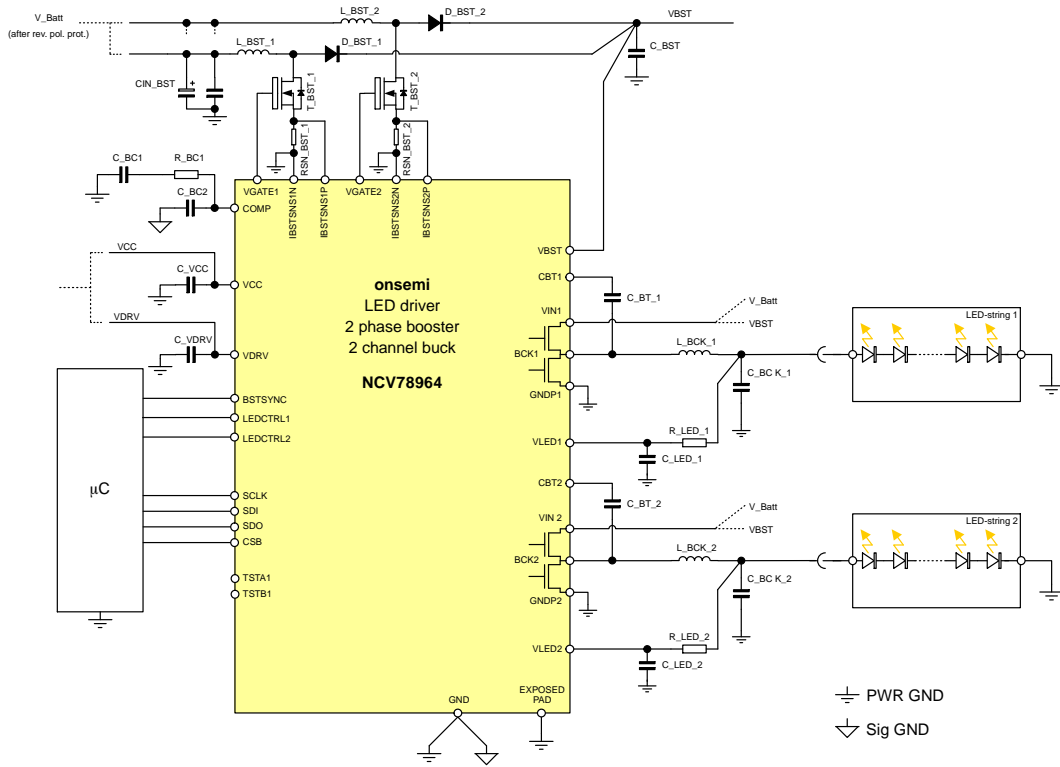 L_BST_2
D_BST_2
V_Batt
VBST
(after rev. pol. prot.)
L_BST_1
D_BST_1
C_BST
CIN_BST
+
T_BST_1
T_BST_2
RSN_BST_1
RSN_BST_2
C_BC1
R_BC1
C_BC2
VGATE1
IBSTSNS1N
IBSTSNS1P
VGATE2
IBSTSNS2N
IBSTSNS2P
COMP
VCC
C_VCC
VCC
VDRV
C_VDRV
VDRV
onsemi
LED driver
2 phase booster
2 channel buck
NCV78964
VBST
CBT1
C_BT_1
VIN1
V_Batt
VBST
BCK1
L_BCK_1
C_BC K_1
GNDP1
LED-string 1
VLED1
R_LED_1
C_LED_1
BSTSYNC
LEDCTRL1
LEDCTRL2
µC
SCLK
SDI
SDO
CSB
TSTA1
TSTB1
CBT2
C_BT_2
VIN 2
V_Batt
VBST
BCK2
L_BCK_2
C_BC K_2
GNDP2
LED-string 2
VLED2
R_LED_2
C_LED_2
GND
EXPOSED
PAD
PWR GND
Sig GND